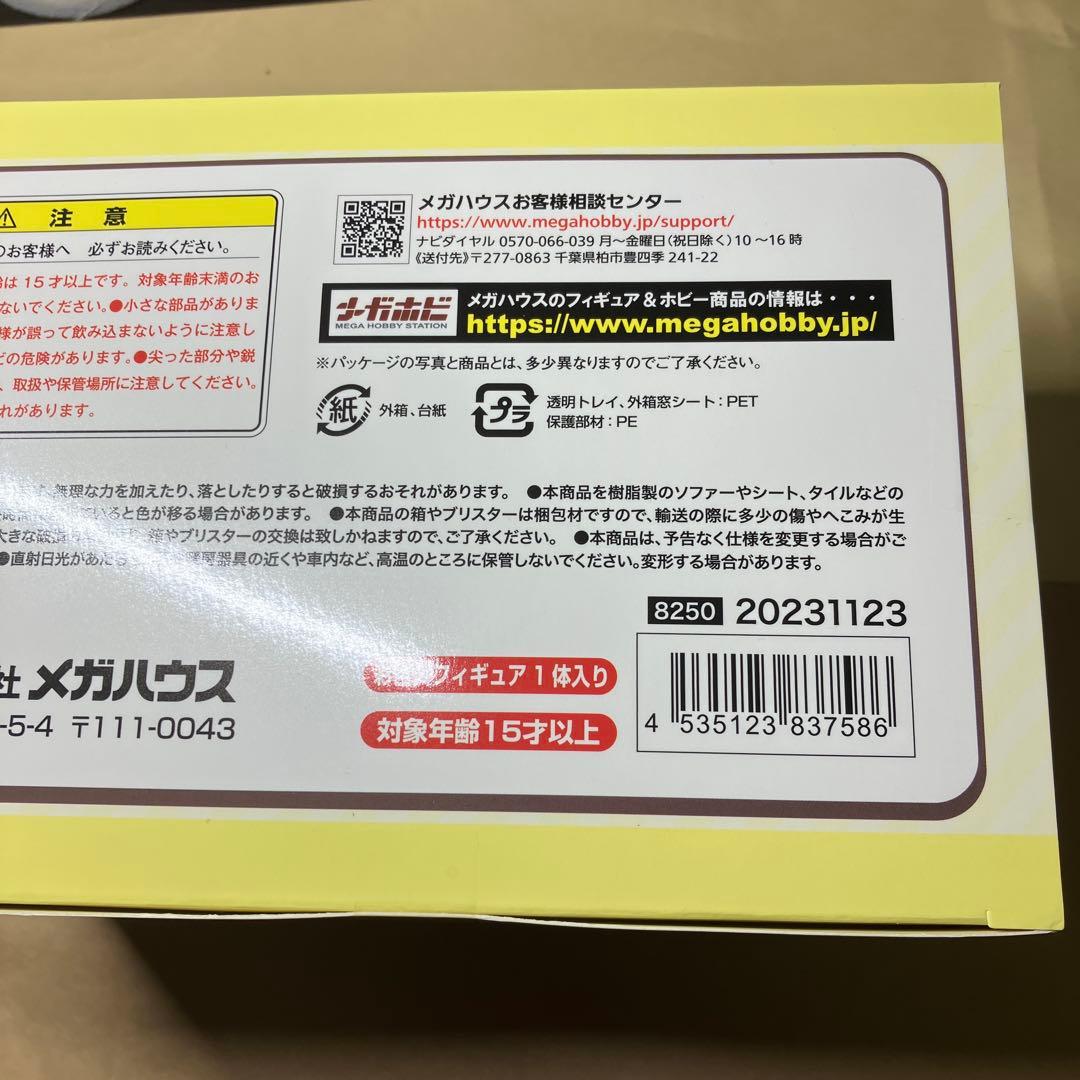 注 意
のお客様へ 必ずお読みください。
は15才以上です。対象年齢未満のお
ないでください。●小さな部品がありま
様が誤って飲み込まないように注意し
どの危険があります。●尖った部分や鋭
、取扱や保管場所に注意してください。
れがあります。
メガハウスお客様相談センター
https://www.megahobby.jp/support/
ナビダイヤル 0570-066-039 月～金曜日(祝日除く)10～16時
《送付先》〒277-0863 千葉県柏市豊四季241-22
メガホビ
MEGA HOBBY STATION
メガハウスのフィギュア&ホビー商品の情報は・・・
https://www.megahobby.jp/
※パッケージの写真と商品とは、多少異なりますのでご了承ください。
紙 外箱、台紙
プラ 透明トレイ、外箱窓シート:PET
保護部材:PE
無理な力を加えたり、落としたりすると破損するおそれがあります。 ●本商品を樹脂製のソファーやシート、タイルなどの
いると色が移る場合があります。 ●本商品の箱やブリスターは梱包材ですので、輸送の際に多少の傷やへこみが生
大きな破損 箱やブリスターの交換は致しかねますので、ご了承ください。 ●本商品は、予告なく仕様を変更する場合がご
●直射日光があたる 器具の近くや車内など、高温のところに保管しないでください。変形する場合があります。
8250 20231123
社 メガハウス
-5-4 〒111-0043
フィギュア1体入り
対象年齢15才以上
4 535123 837586